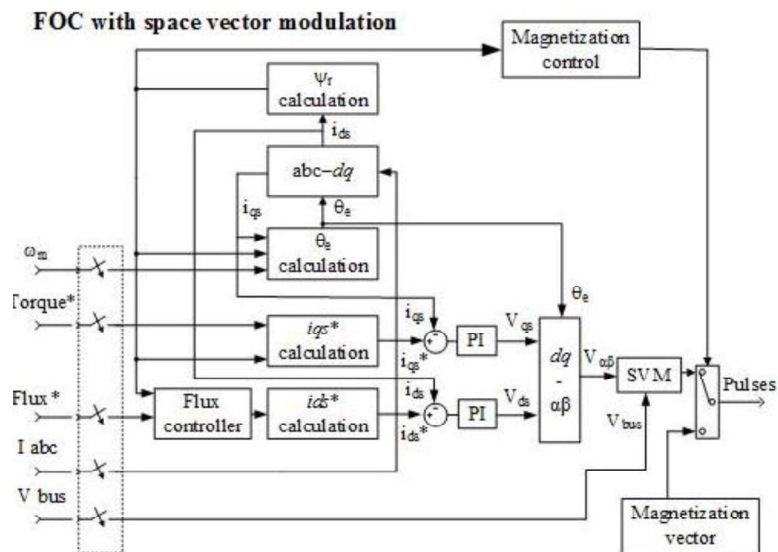 FOC with space vector modulation
Magnetization
control
Ψr
calculation
ids
abc–dq
iqs
θe
θe
calculation
ωm
Torque*
Flux*
I abc
V bus
iqs*
calculation
iqs
iqs*
PI
Vqs
θe
dq
-
αβ
Vαβ
SVM
Pulses
Flux
controller
ids*
calculation
ids
ids*
PI
Vds
Vbus
Magnetization
vector